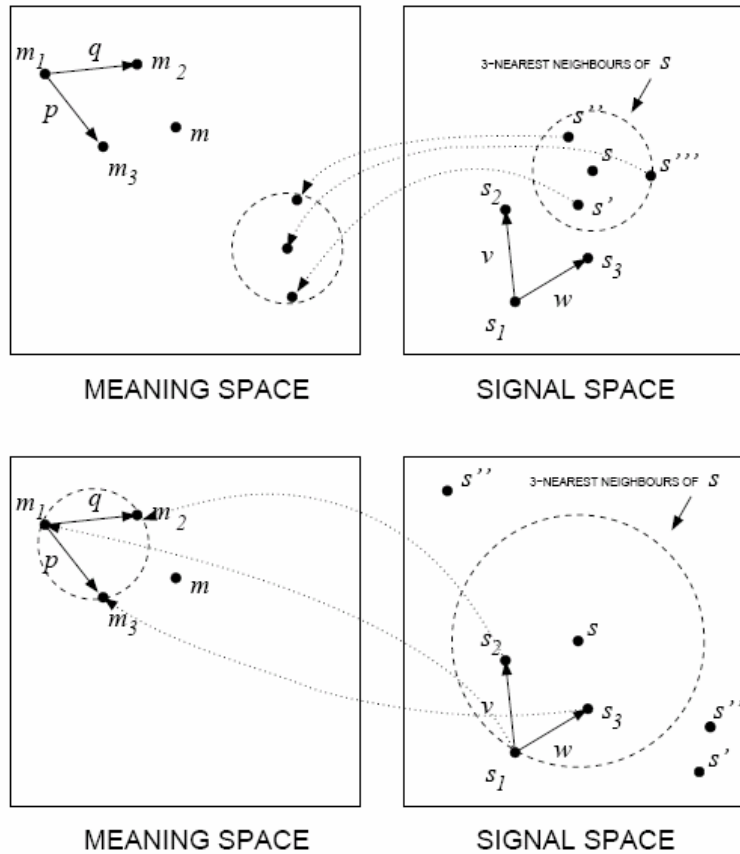 3-NEAREST NEIGHBOURS OF s
m1
q
m2
p
m
m3
s''
s
s'''
s'
s2
v
s3
w
s1
MEANING SPACE SIGNAL SPACE
s''
3-NEAREST NEIGHBOURS OF s
m1
q
m2
p
m
m3
s
s2
v
s3
s''
w
s1
s'
MEANING SPACE SIGNAL SPACE